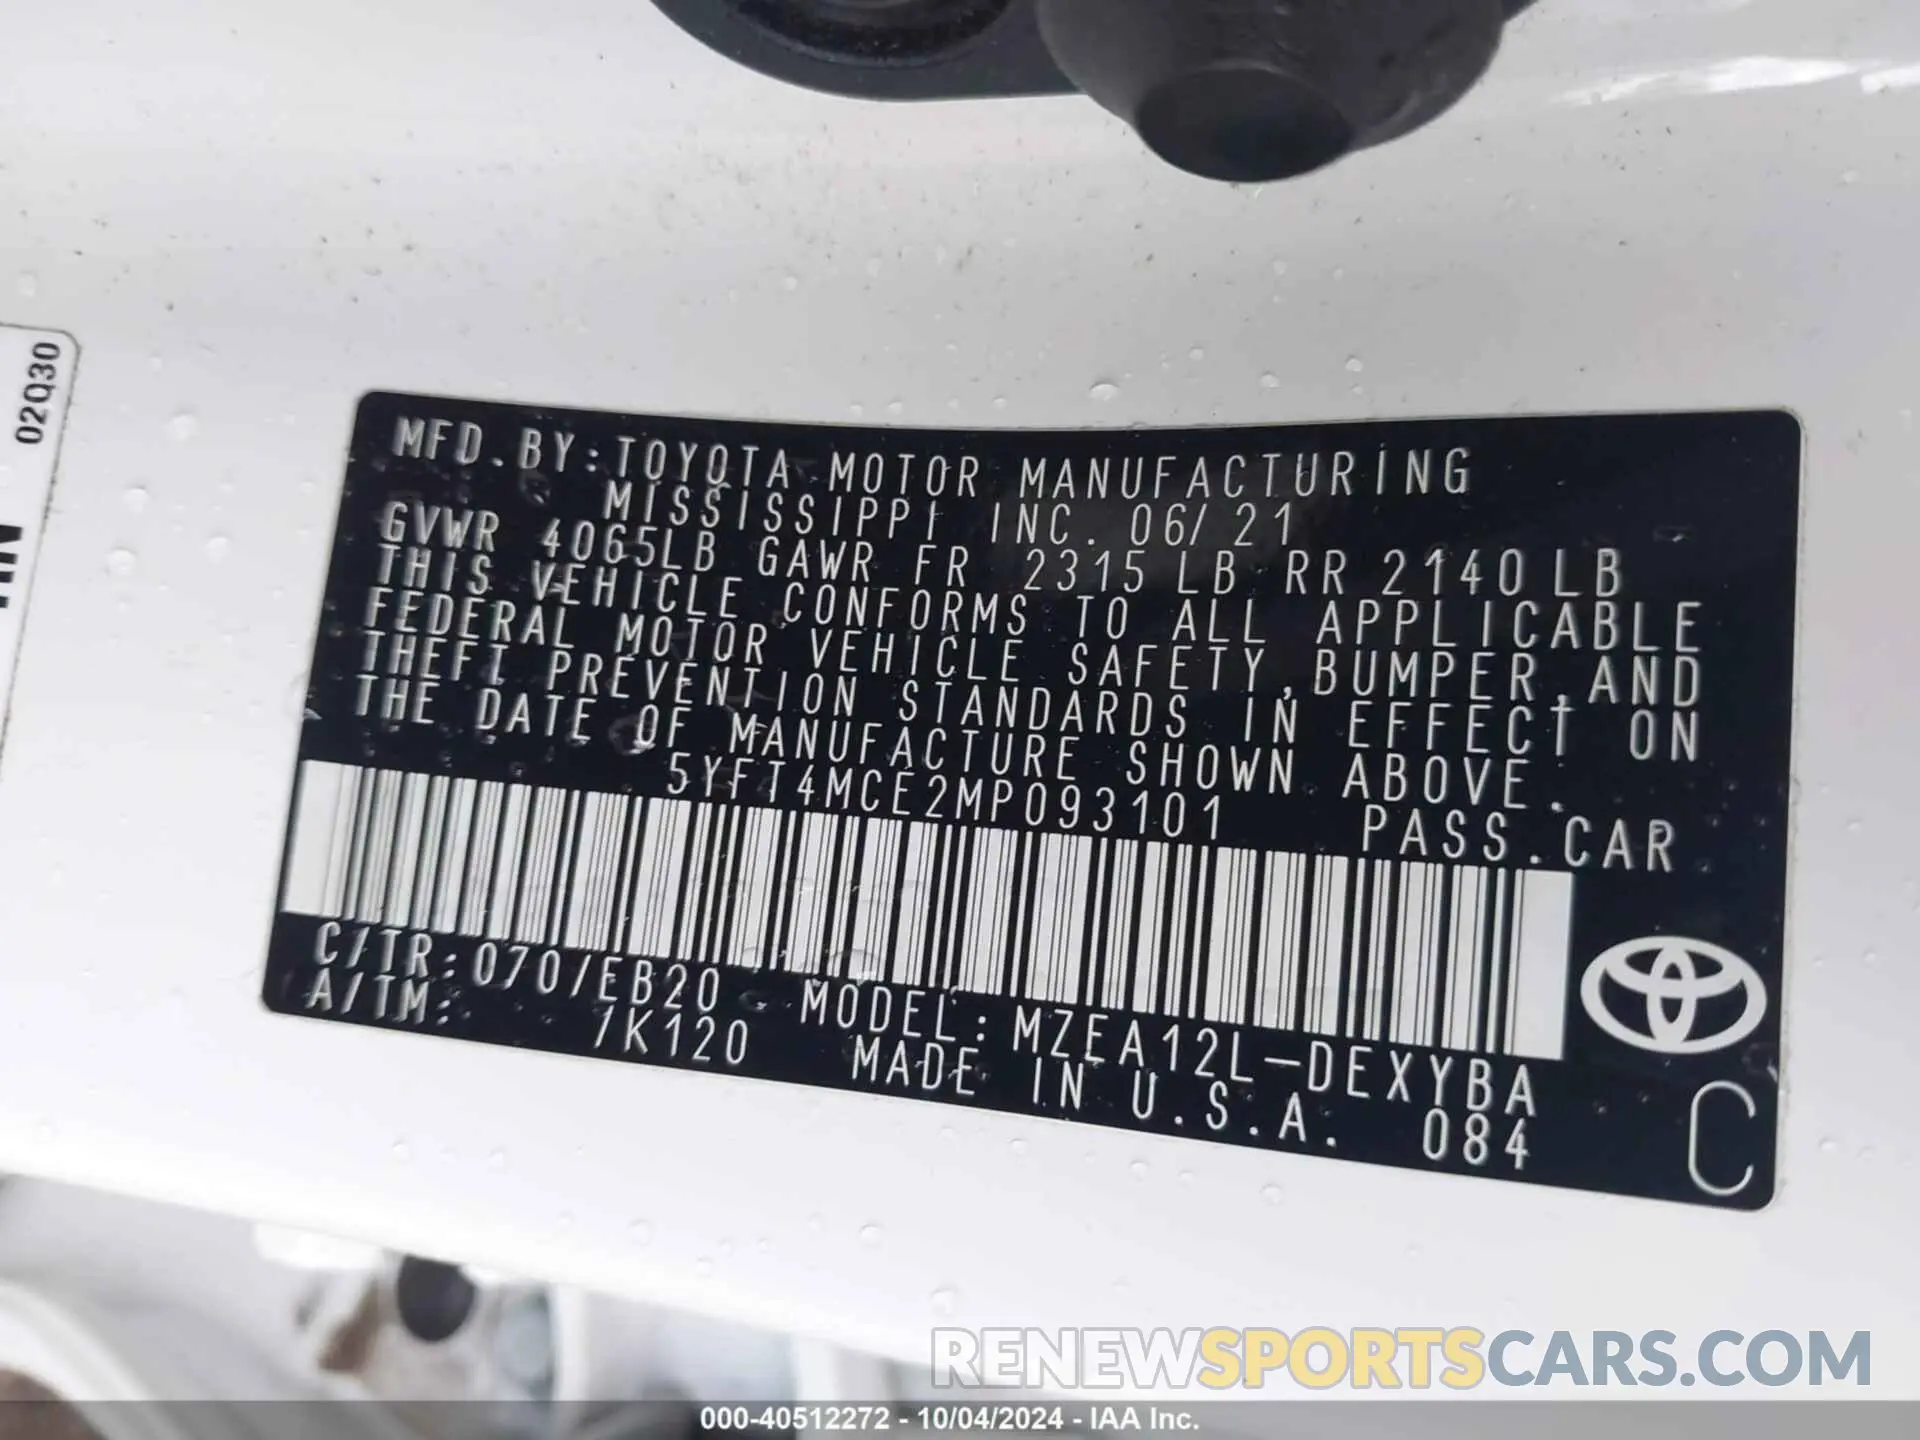 02Q30
MFD.BY:TOYOTA MOTOR MANUFACTURING
MISSISSIPPI INC. 06/21
GVWR 4065LB GAWR FR 2315LB RR 2140LB
THIS VEHICLE CONFORMS TO ALL APPLICABLE
FEDERAL MOTOR VEHICLE SAFETY,BUMPER,AND
THEFT PREVENTION STANDARDS IN EFFECT ON
THE DATE OF MANUFACTURE SHOWN ABOVE.
5YFT4MCE2MP093101 PASS.CAR
C/TR:070/EB20 MODEL:MZEA12L-DEXYBA
A/TM: /K120 MADE IN U.S.A. 084
C
RENEWSPORTSCARS.COM
000-40512272 - 10/04/2024 - IAA Inc.